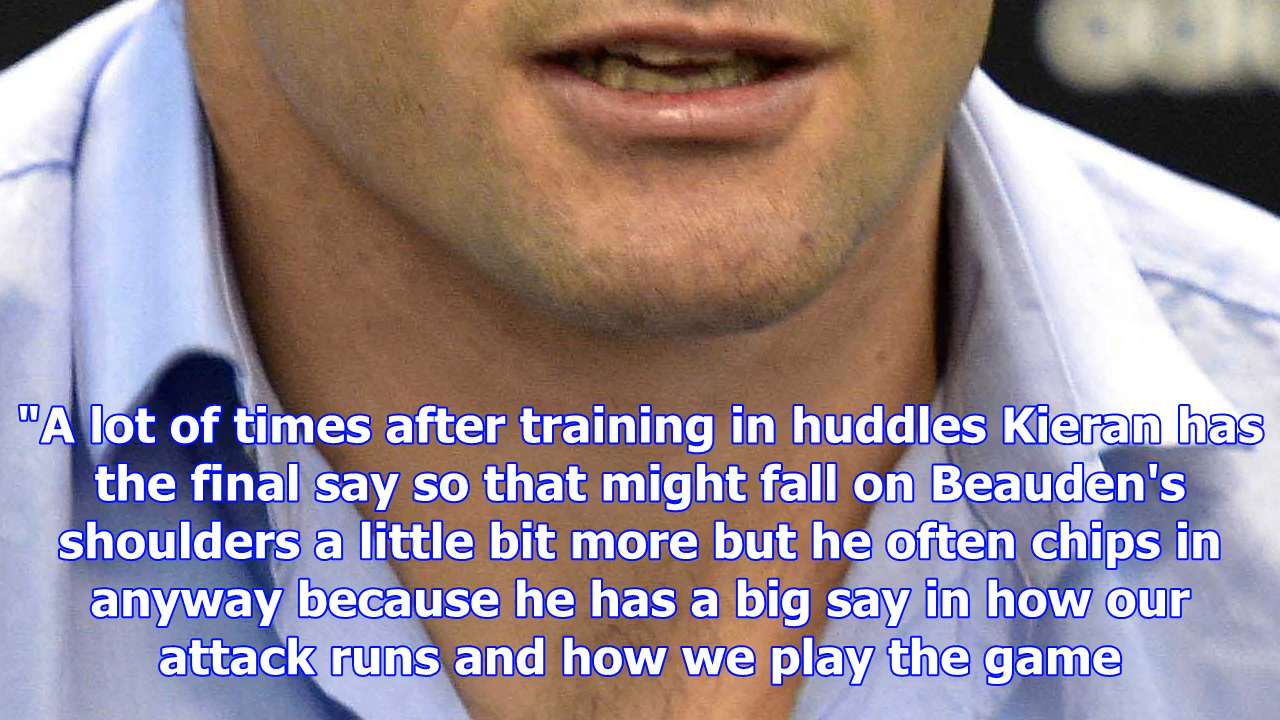 "A lot of times after training in huddles Kieran has
the final say so that might fall on Beauden's
shoulders a little bit more but he often chips in
anyway because he has a big say in how our
attack runs and how we play the game